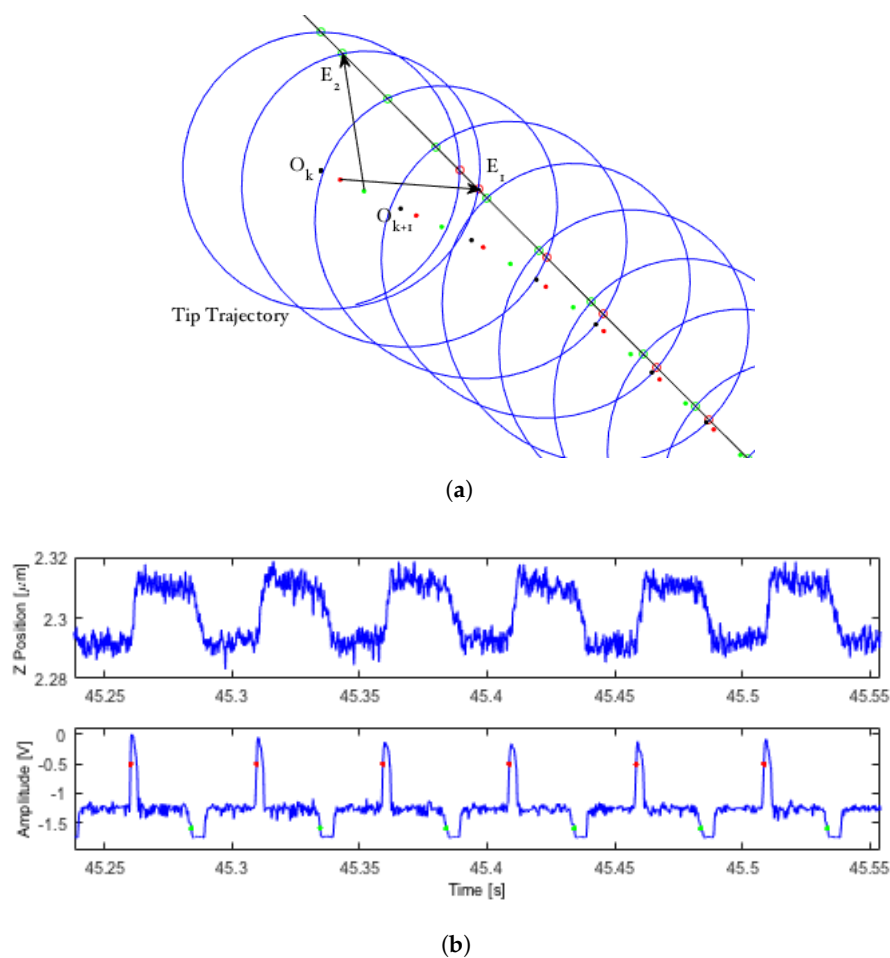 E₂
Oₖ
E₁
Oₖ₊₁
Tip Trajectory
(a)
2.32
2.3
2.28
Z Position [μm]
45.25 45.3 45.35 45.4 45.45 45.5 45.55
0
-0.5
-1
-1.5
Amplitude [V]
45.25 45.3 45.35 45.4 45.45 45.5 45.55
Time [s]
(b)